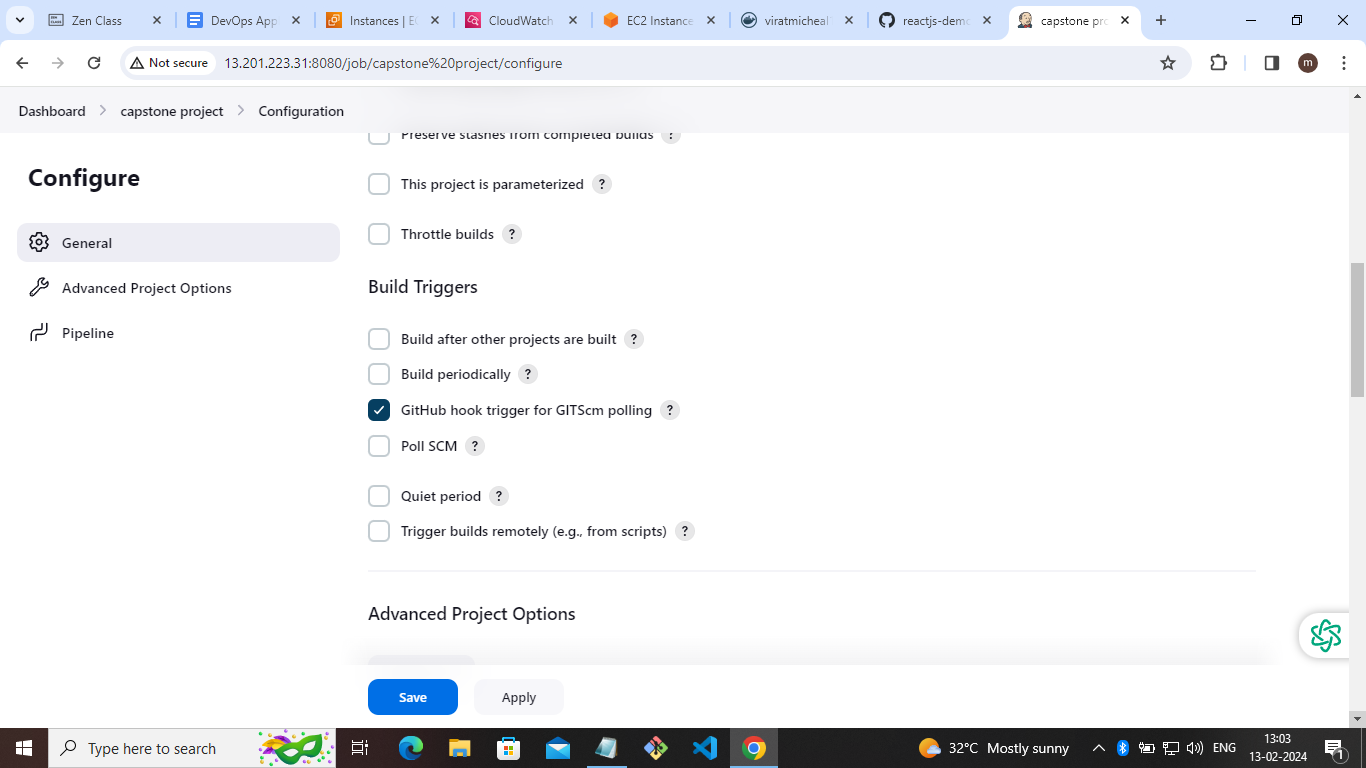 Zen Class
DevOps App
Instances | EC
CloudWatch
EC2 Instance
viratmicheal
reactjs-demo
capstone pro
Not secure
13.201.223.31:8080/job/capstone%20project/configure
m
Dashboard
capstone project
Configuration
Preserve stashes from completed builds ?
Configure
This project is parameterized ?
General
Throttle builds ?
Advanced Project Options
Build Triggers
Pipeline
Build after other projects are built ?
Build periodically ?
GitHub hook trigger for GITScm polling ?
Poll SCM ?
Quiet period ?
Trigger builds remotely (e.g., from scripts) ?
Advanced Project Options
Save
Apply
Type here to search
32°C Mostly sunny
ENG
13:03
13-02-2024
1